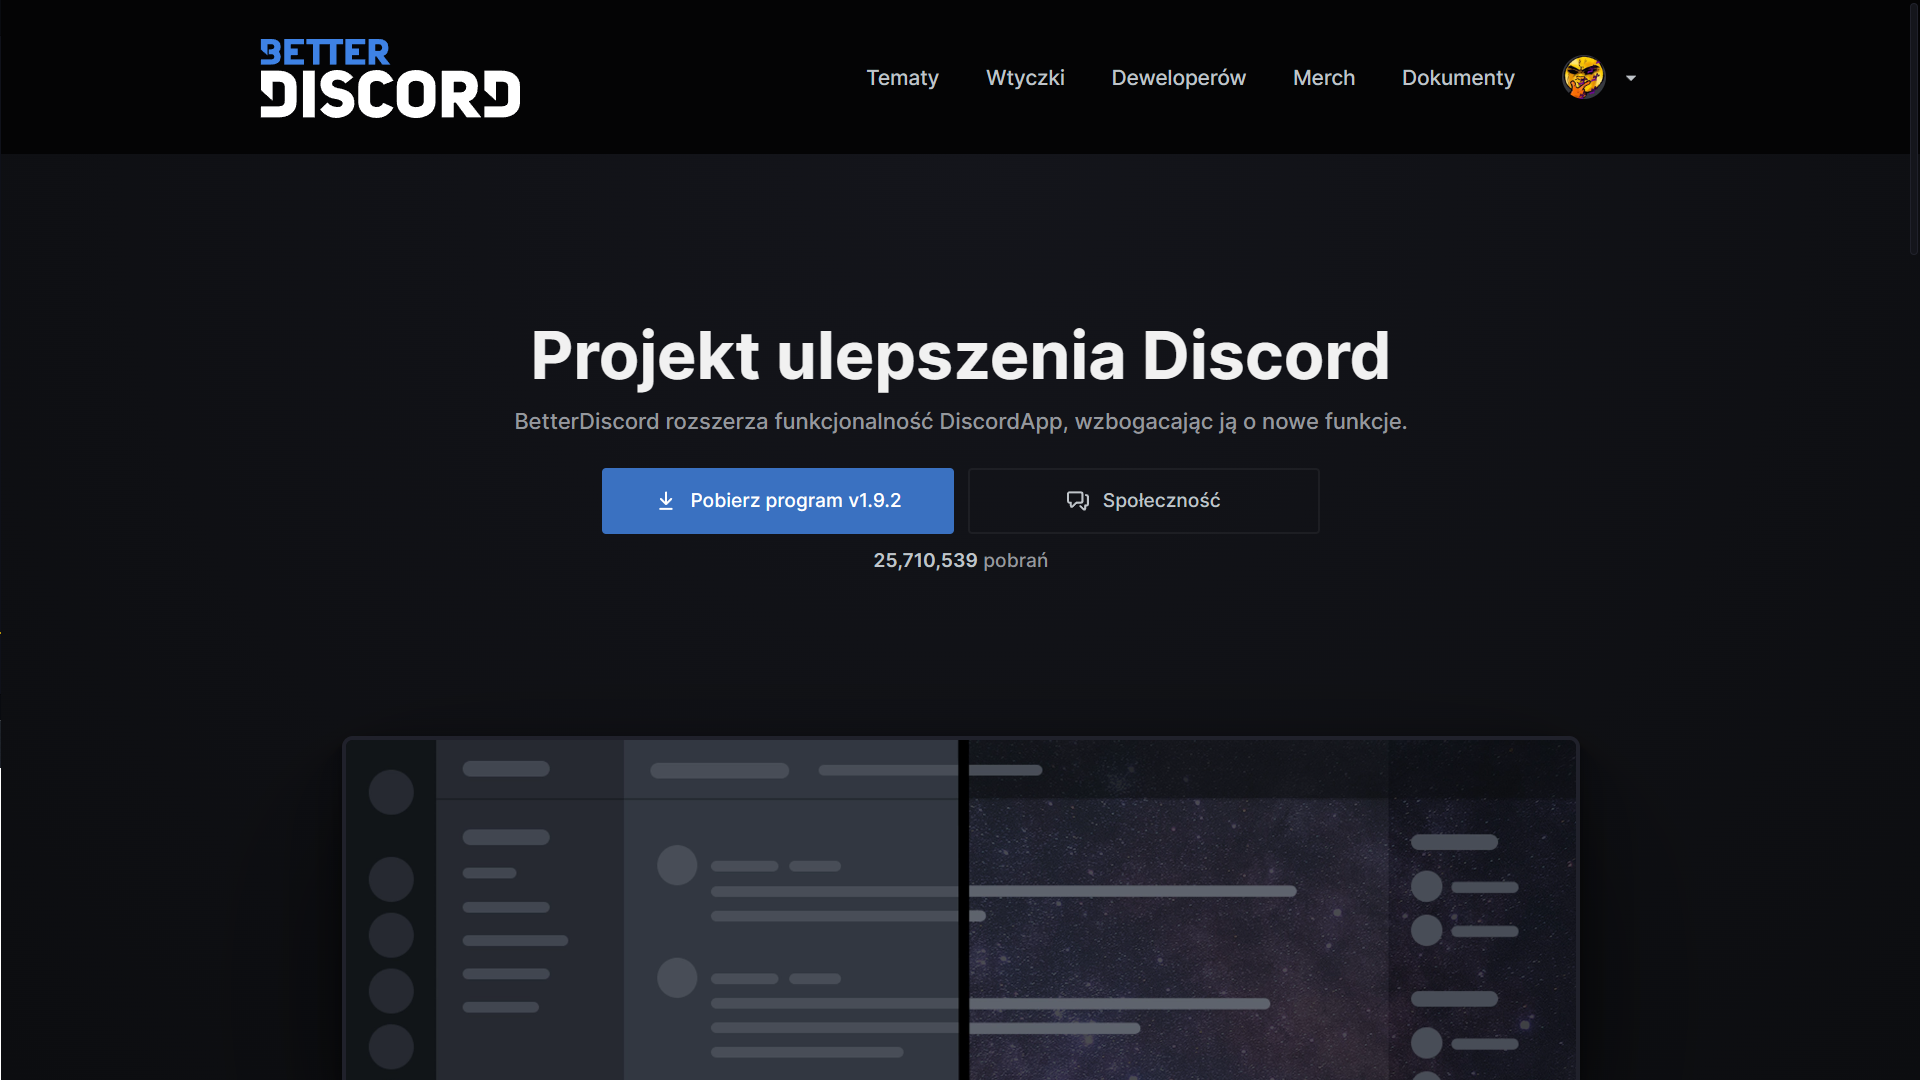 BETTER
DISCORD
Tematy
Wtyczki
Deweloperów
Merch
Dokumenty
Projekt ulepszenia Discord
BetterDiscord rozszerza funkcjonalność DiscordApp, wzbogacając ją o nowe funkcje.
Pobierz program v1.9.2
Społeczność
25,710,539 pobrań